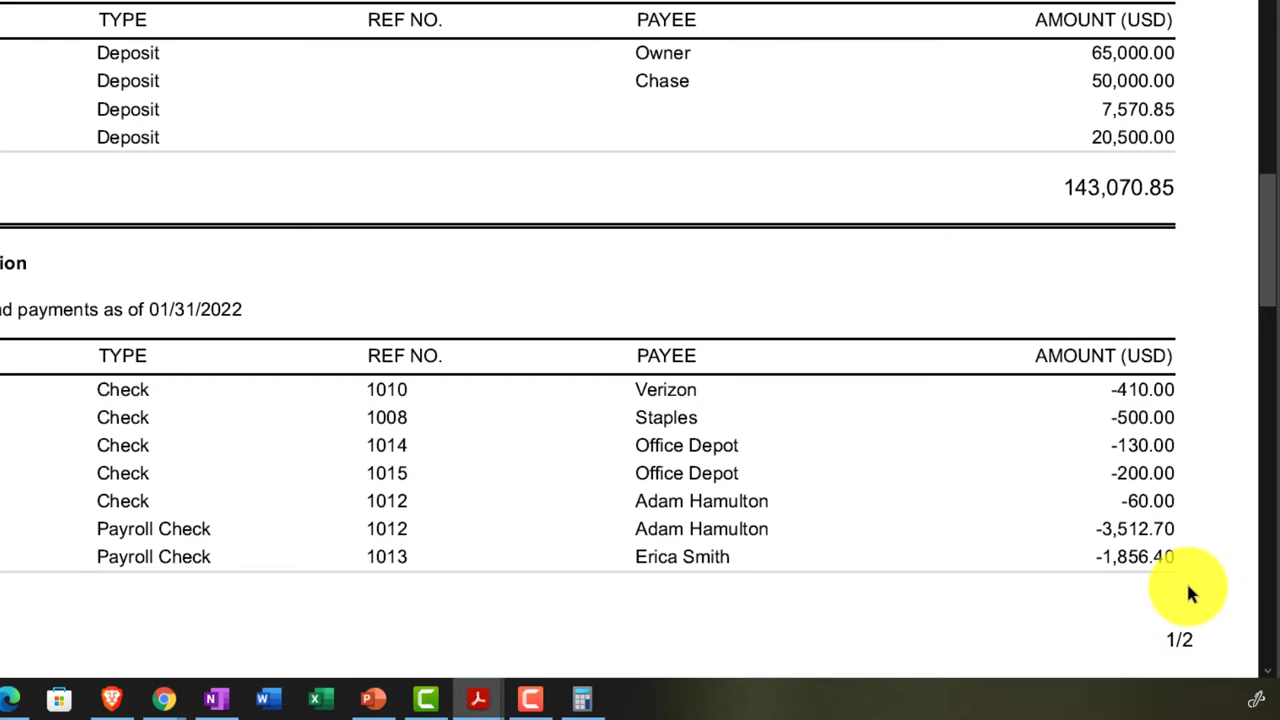 TYPE REF NO. PAYEE AMOUNT (USD)
Deposit Owner 65,000.00
Deposit Chase 50,000.00
Deposit 7,570.85
Deposit 20,500.00
143,070.85
ion
nd payments as of 01/31/2022
TYPE REF NO. PAYEE AMOUNT (USD)
Check 1010 Verizon -410.00
Check 1008 Staples -500.00
Check 1014 Office Depot -130.00
Check 1015 Office Depot -200.00
Check 1012 Adam Hamulton -60.00
Payroll Check 1012 Adam Hamulton -3,512.70
Payroll Check 1013 Erica Smith -1,856.40
1/2